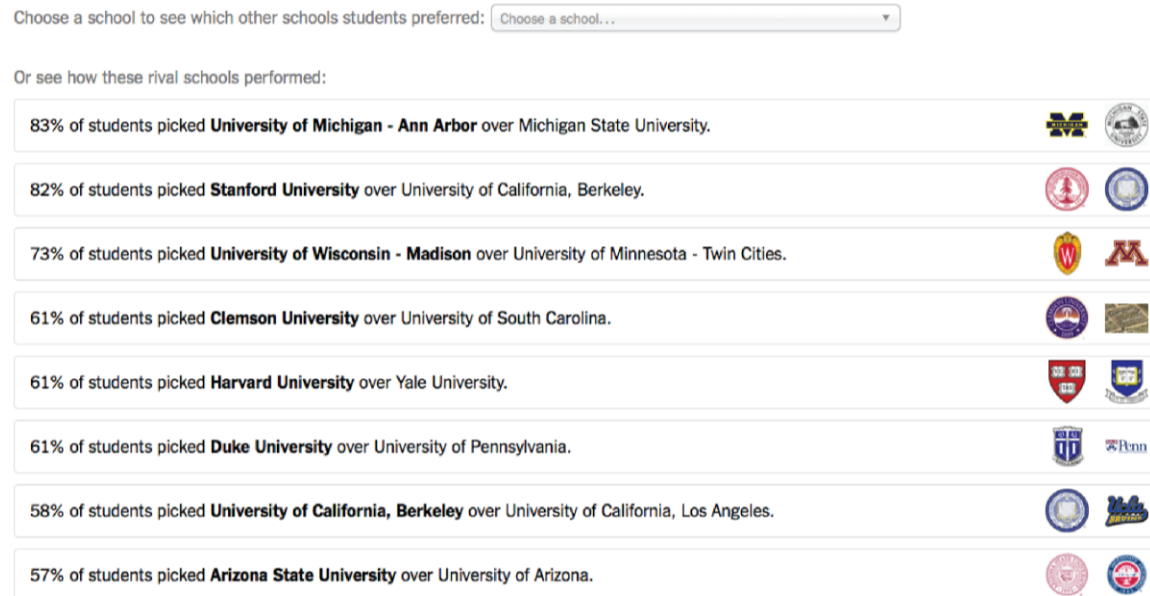 Choose a school to see which other schools students preferred: Choose a school...
Or see how these rival schools performed:
83% of students picked University of Michigan - Ann Arbor over Michigan State University.
82% of students picked Stanford University over University of California, Berkeley.
73% of students picked University of Wisconsin - Madison over University of Minnesota - Twin Cities.
61% of students picked Clemson University over University of South Carolina.
61% of students picked Harvard University over Yale University.
61% of students picked Duke University over University of Pennsylvania.
Penn
58% of students picked University of California, Berkeley over University of California, Los Angeles.
57% of students picked Arizona State University over University of Arizona.